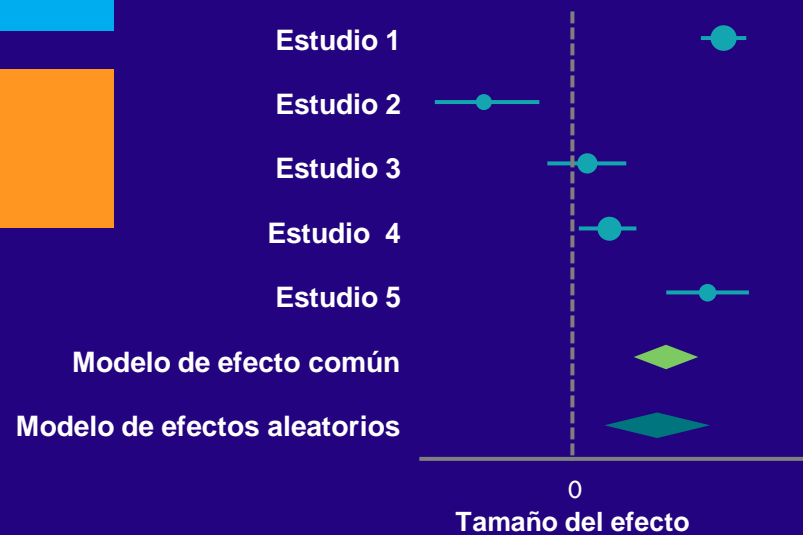 Estudio 1
Estudio 2
Estudio 3
Estudio  4
Estudio 5
Modelo de efecto común
Modelo de efectos aleatorios
0
Tamaño del efecto